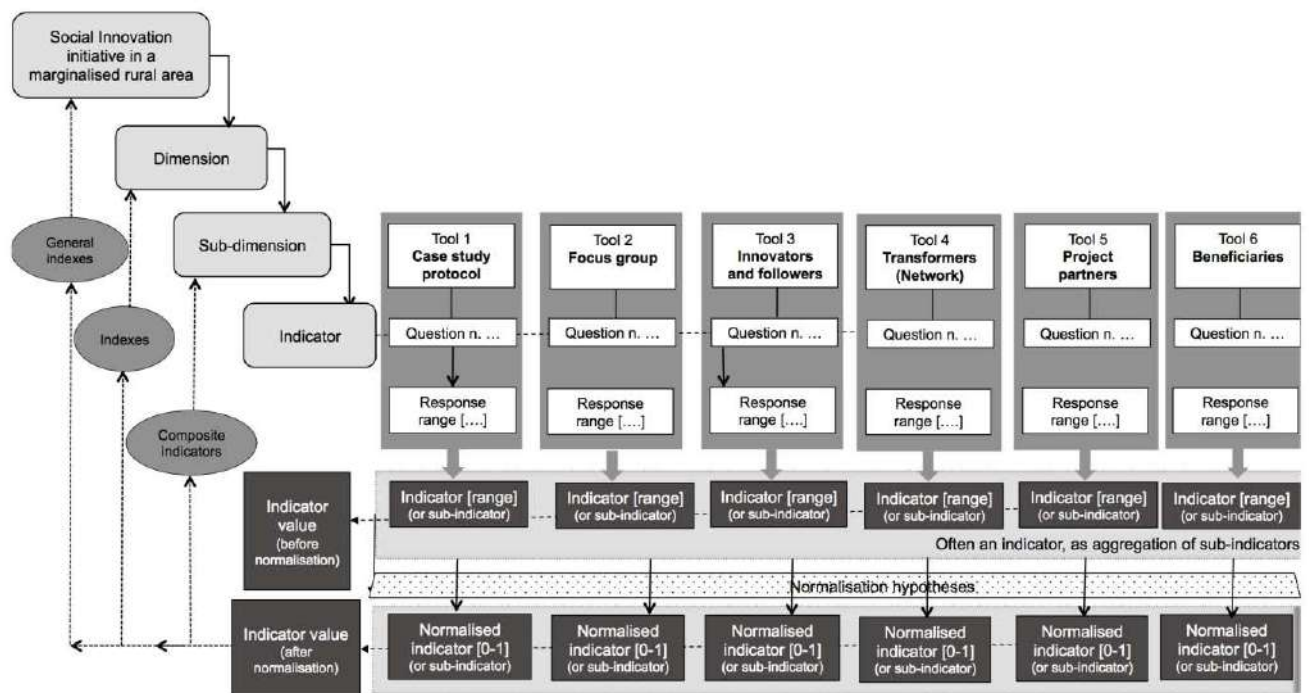 Social Innovation
initiative in a
marginalised rural area
Dimension
Sub-dimension
Indicator
General
indexes
Indexes
Composite
indicators
Tool 1
Case study
protocol
Question n. ...
Response
range [....]
Tool 2
Focus group
Question n. ...
Response
range [....]
Tool 3
Innovators
and followers
Question n. ...
Response
range [....]
Tool 4
Transformers
(Network)
Question n. ...
Response
range [....]
Tool 5
Project
partners
Question n. ...
Response
range [....]
Tool 6
Beneficiaries
Question n. ...
Response
range [....]
Indicator
value
(before
normalisation)
Indicator [range]
(or sub-indicator)
Indicator [range]
(or sub-indicator)
Indicator [range]
(or sub-indicator)
Indicator [range]
(or sub-indicator)
Indicator [range]
(or sub-indicator)
Indicator [range]
(or sub-indicator)
Often an indicator, as aggregation of sub-indicators
Normalisation hypotheses
Indicator value
(after
normalisation)
Normalised
indicator [0-1]
(or sub-indicator)
Normalised
indicator [0-1]
(or sub-indicator)
Normalised
indicator [0-1]
(or sub-indicator)
Normalised
indicator [0-1]
(or sub-indicator)
Normalised
indicator [0-1]
(or sub-indicator)
Normalised
indicator [0-1]
(or sub-indicator)